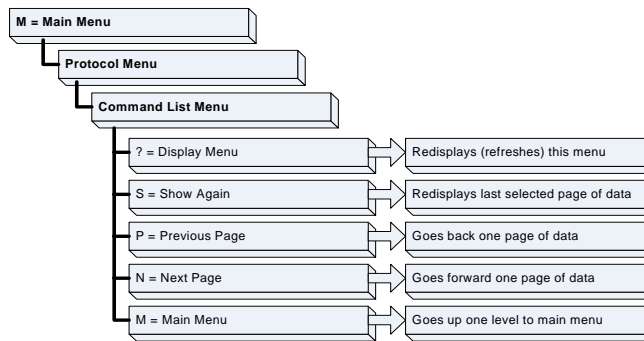 M = Main Menu
Protocol Menu
Command List Menu
? = Display Menu
Redisplays (refreshes) this menu
S = Show Again
Redisplays last selected page of data
P = Previous Page
Goes back one page of data
N = Next Page
Goes forward one page of data
M = Main Menu
Goes up one level to main menu